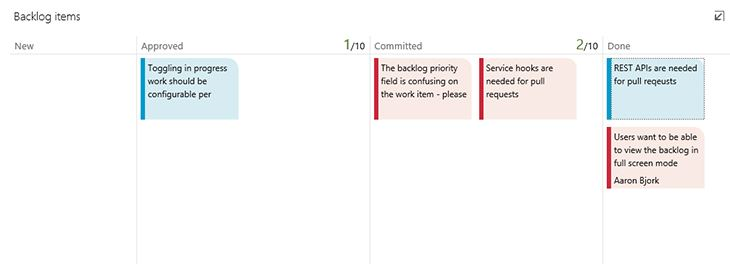 Backlog items
New
Approved 1/10
Committed 2/10
Done
Toggling in progress
work should be
configurable per
The backlog priority
field is confusing on
the work item - please
Service hooks are
needed for pull
requests
REST APIs are needed
for pull reqeusts
Users want to be able
to view the backlog in
full screen mode
Aaron Bjork